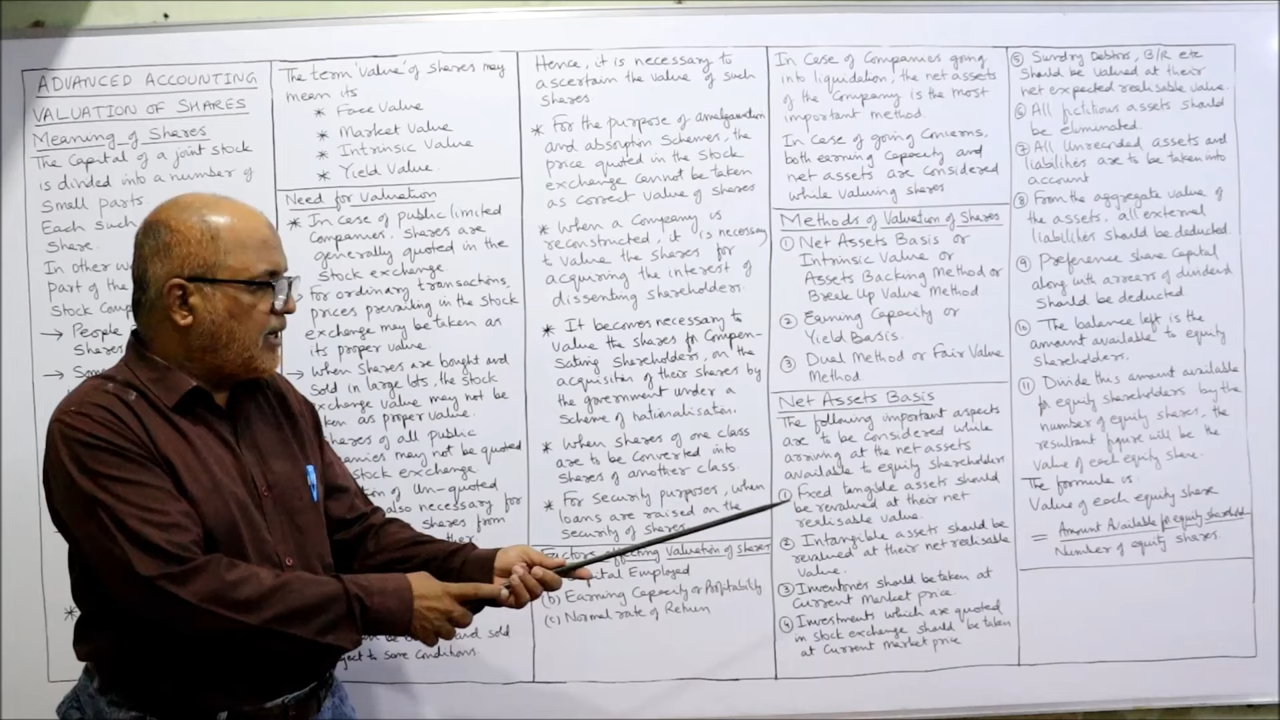 ADVANCED ACCOUNTING
VALUATION OF SHARES
Meaning of Shares
The Capital of a joint stock
is divided into a number of
small parts.
Each such
Share.
In other
part of the
Stock
→ People
Shares
→
The term 'value' of shares may
mean its
* Face Value
* Market Value
* Intrinsic Value
* Yield Value.
Need for Valuation
* In case of public limited
Companies, shares are
generally quoted in the
Stock exchange.
For ordinary transactions,
prices prevailing in the stock
exchange may be taken as
its proper value.
→ when shares are bought and
sold in large lots, the stock
exchange value may not be
as proper value.
of all public
may not be quoted
stock exchange
of Un-quoted
also necessary for
shares from
*
and sold
to some conditions.
Hence, it is necessary to
ascertain the value of such
shares.
* For the purpose of amalgamation
and absorption Schemes, the
price quoted in the Stock
exchange cannot be taken
as correct value of shares
* When a Company is
reconstructed, it is necessary
to value the shares for
acquiring the interest of
dissenting shareholders.
* It becomes necessary to
value the shares for Compen-
sating Shareholders, on the
acquisition of their shares by
the government under a
Scheme of nationalisation.
* When shares of one class
are to be converted into
Shares of another class.
* For security purposes, when
loans are raised on the
security of shares.
Factors affecting Valuation of Shares
Employed
(b) Earning Capacity or Profitability
(c) Normal rate of Return
In Case of Companies going
into liquidation, the net assets
of the Company is the most
important method.
In case of going Concerns,
both earning Capacity and
net assets are considered
while valuing shares
Methods of Valuation of Shares
① Net Assets Basis or
Intrinsic Value or
Assets Backing Method or
Break Up Value Method
② Earning Capacity or
Yield Basis.
③ Dual Method or Fair Value
Method
Net Assets Basis
The following important aspects
are to be considered while
arriving at the net assets
available to equity shareholders
① Fixed tangible assets should
be revalued at their net
realisable value.
② Intangible assets should be
revalued at their net realisable
value.
③ Inventories should be taken at
Current market price.
④ Investments which are quoted
in stock exchange should be taken
at current market price
⑤ Sundry Debtors, B/R etc
should be valued at their
net expected realisable value.
⑥ All fictitious assets should
be eliminated.
⑦ All Unrecorded assets and
liabilities are to be taken into
account
⑧ From the aggregate value of
the assets, all external
liabilities should be deducted.
⑨ Preference share Capital
along with arrears of dividend
should be deducted.
⑩ The balance left is the
amount available to equity
shareholders.
⑪ Divide this amount available
for equity shareholders by the
number of equity shares, the
resultant figure will be the
value of each equity share.
The formula is:
Value of each equity share
= Amount Available for equity shareholders
Number of equity shares.